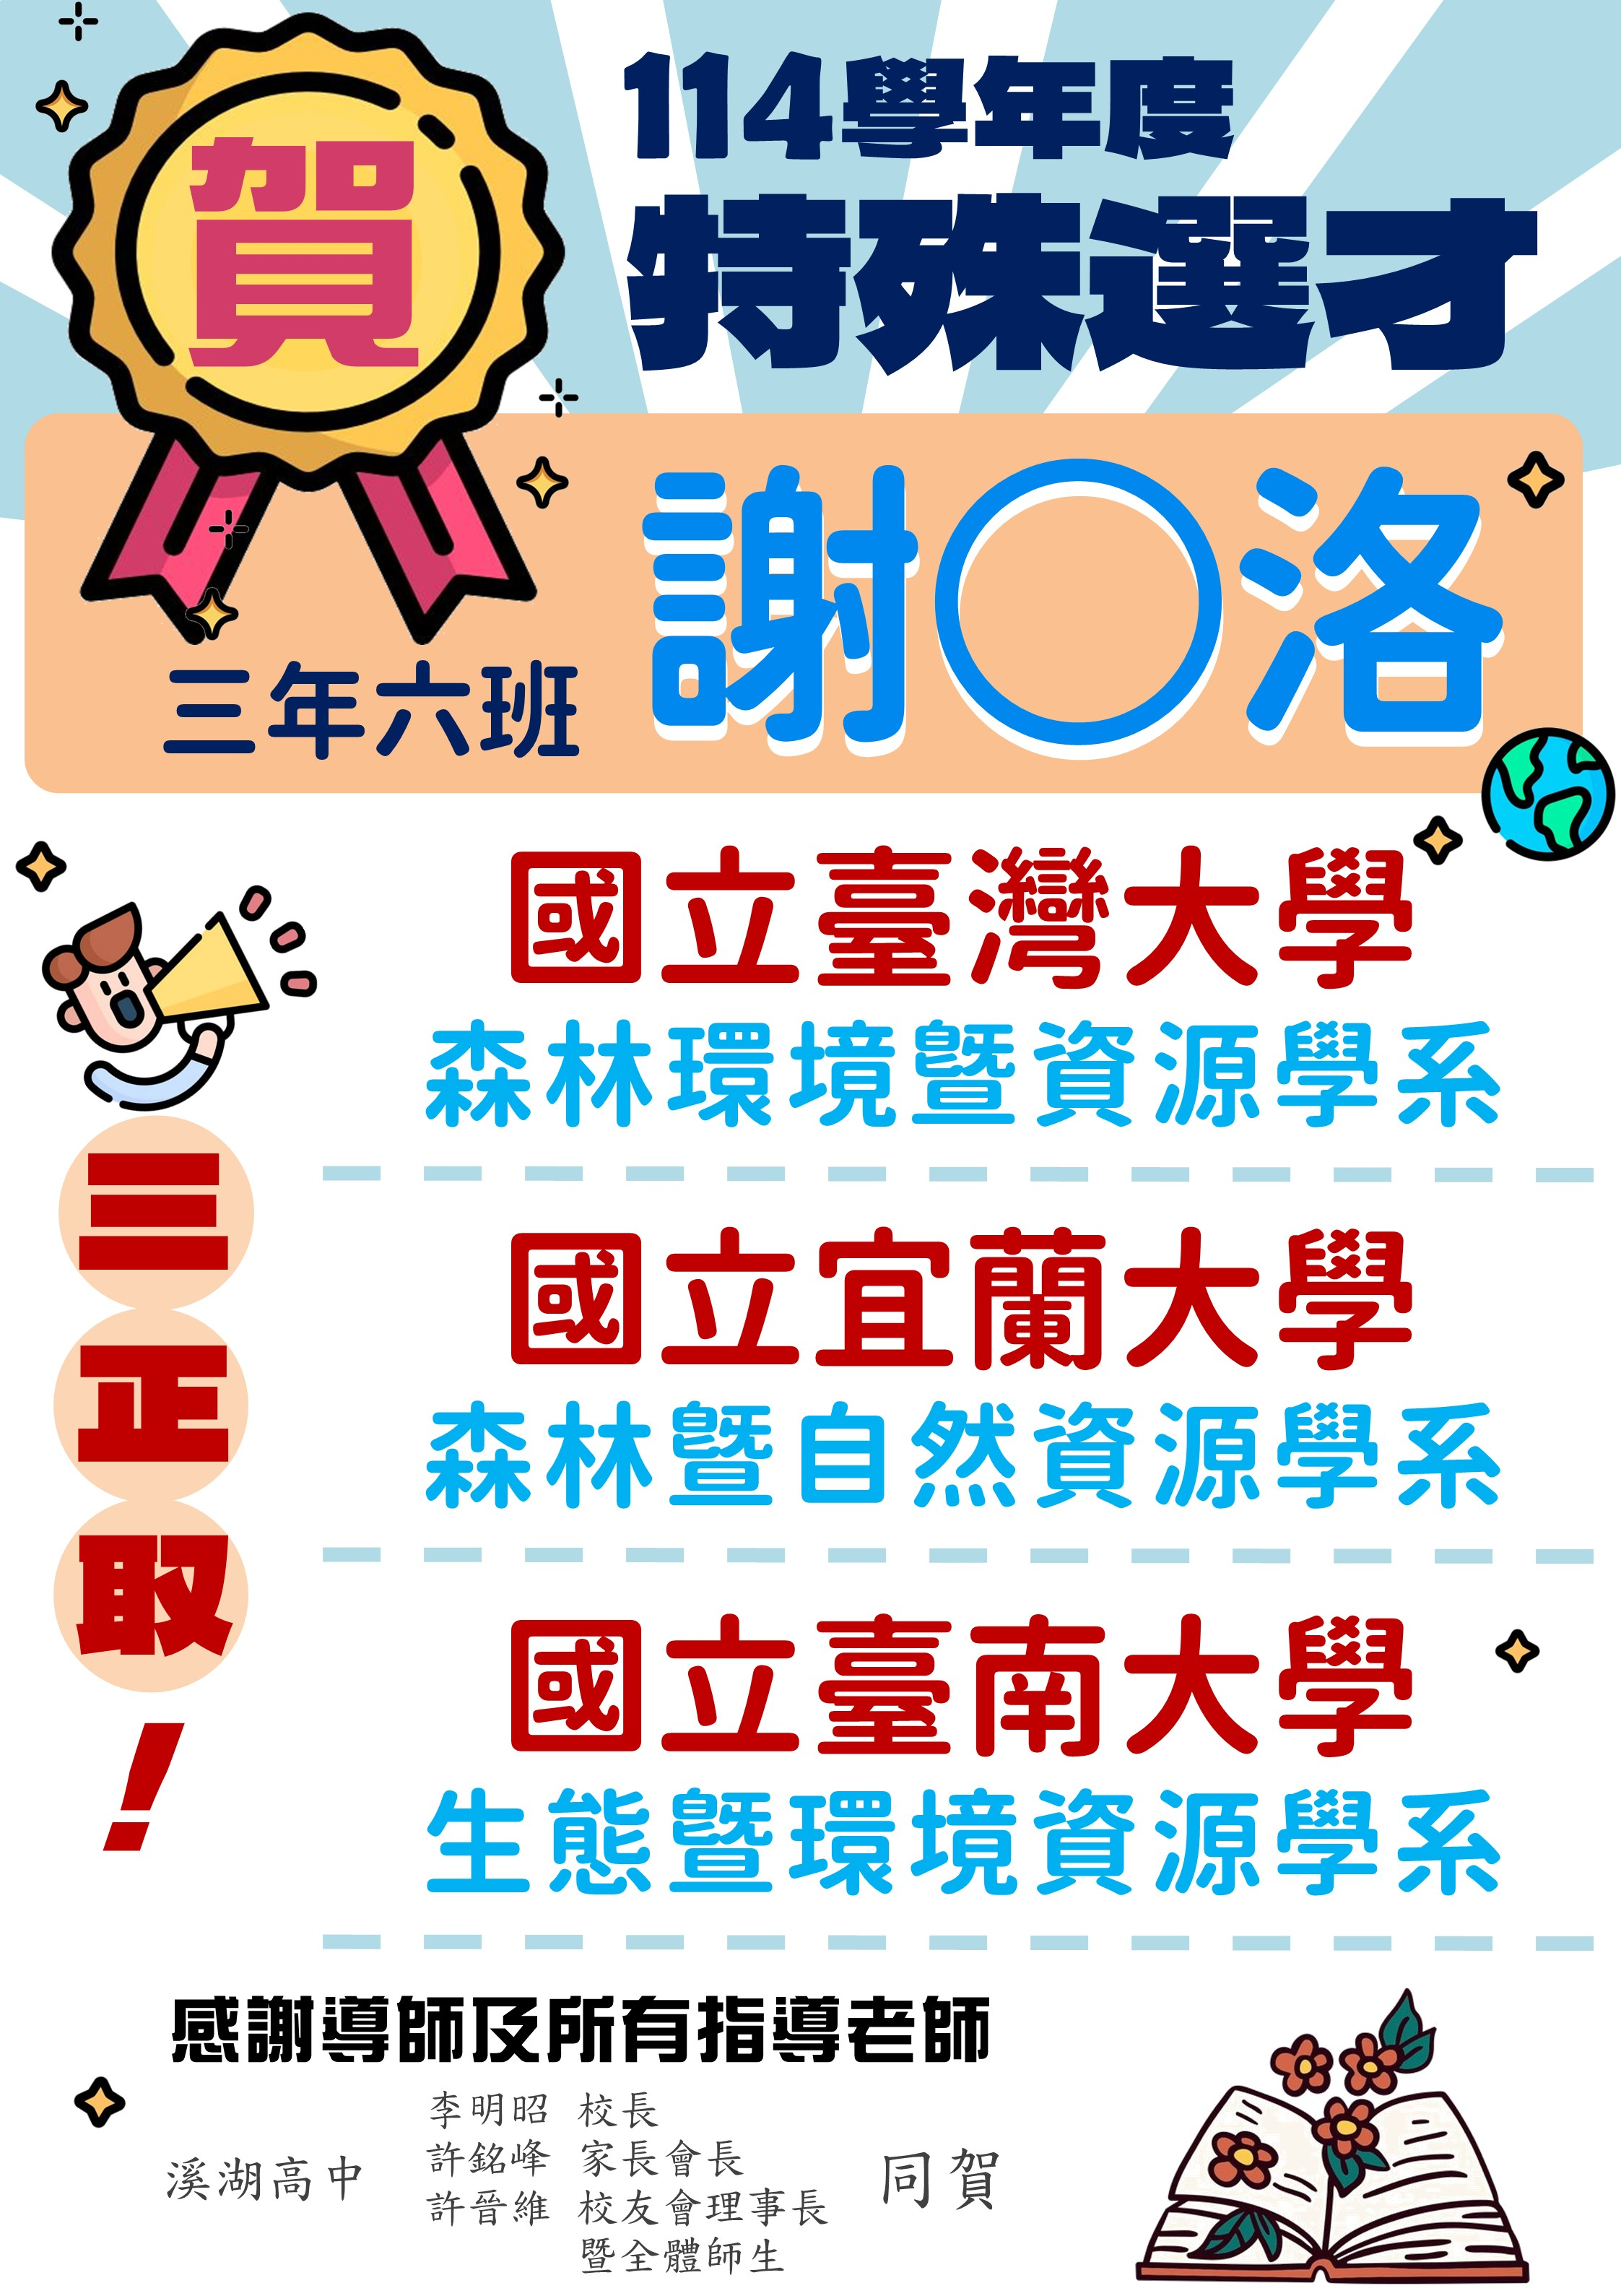 賀
114學年度
特殊選才
三年六班
謝〇洛
三正取!
國立臺灣大學
森林環境暨資源學系
國立宜蘭大學
森林暨自然資源學系
國立臺南大學
生態暨環境資源學系
感謝導師及所有指導老師
溪湖高中
李明昭 校長
許銘峰 家長會長
許晉維 校友會理事長
暨全體師生
同賀